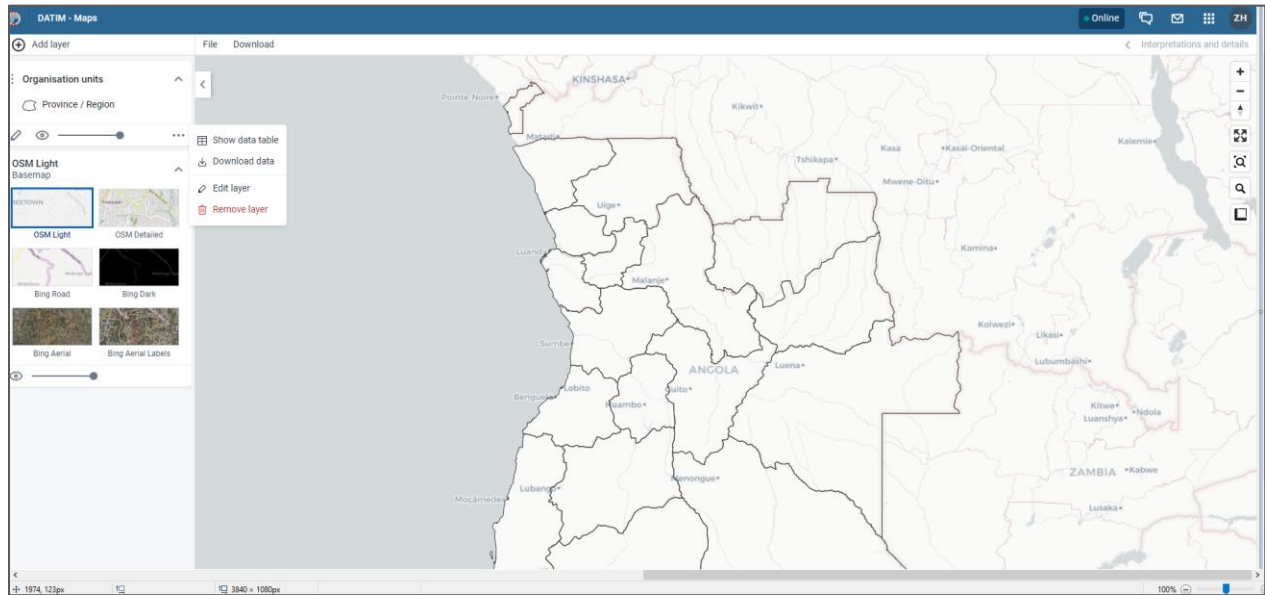 DATIM - Maps
Online
ZH
Add layer
File Download
Interpretations and details
Organisation units
Province / Region
Show data table
Download data
Edit layer
Remove layer
OSM Light
Basemap
OSM Light
OSM Detailed
Bing Road
Bing Dark
Bing Aerial
Bing Aerial Labels
KINSHASA
Pointe-Noire
Kikwit
Matadi
Kasa
Kasaï-Oriental
Kalemie
Tshikapa
Mwene-Ditu
Uige
Luanda
Kamina
Malanje
Kolwezi
Likasi
Sumbe
Lubumbashi
ANGOLA
Luena
Lobito
Cuito
Benguela
Huambo
Kitwe
Ndola
Luanshya
ZAMBIA
Kabwe
Menongue
Lubango
Moçâmedes
Lusaka
1974, 123px
3840 × 1080px
100%